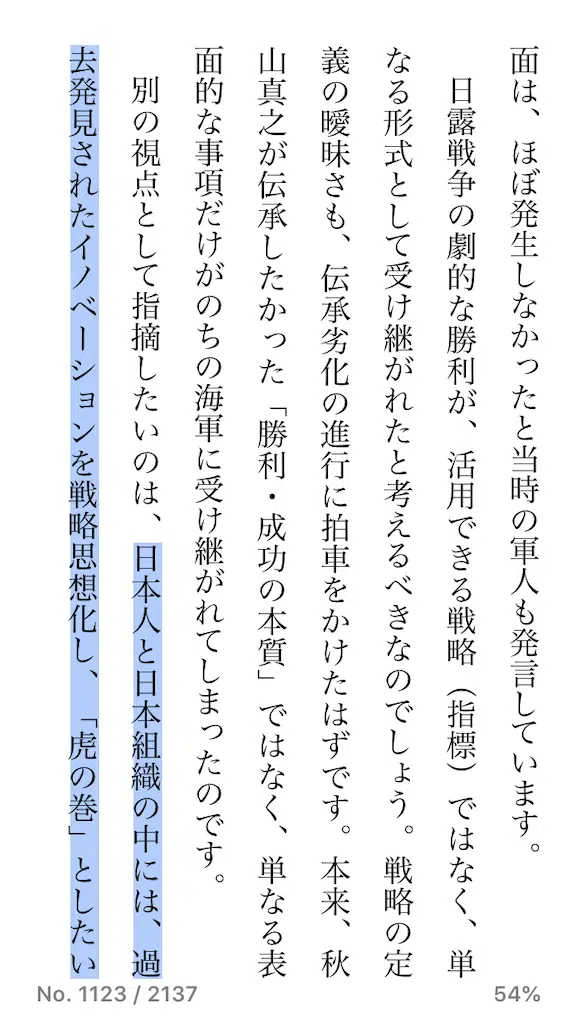 面は、ほぼ発生しなかったと当時の軍人も発言しています。
日露戦争の劇的な勝利が、活用できる戦略（指標）ではなく、単
なる形式として受け継がれたと考えるべきなのでしょう。戦略の定
義の曖昧さも、伝承劣化の進行に拍車をかけたはずです。本来、秋
山真之が伝承したかった「勝利・成功の本質」ではなく、単なる表
面的な事項だけがのちの海軍に受け継がれてしまったのです。
別の視点として指摘したいのは、日本人と日本組織の中には、過
去発見されたイノベーションを戦略思想化し、「虎の巻」としたい
No. 1123 / 2137
54%